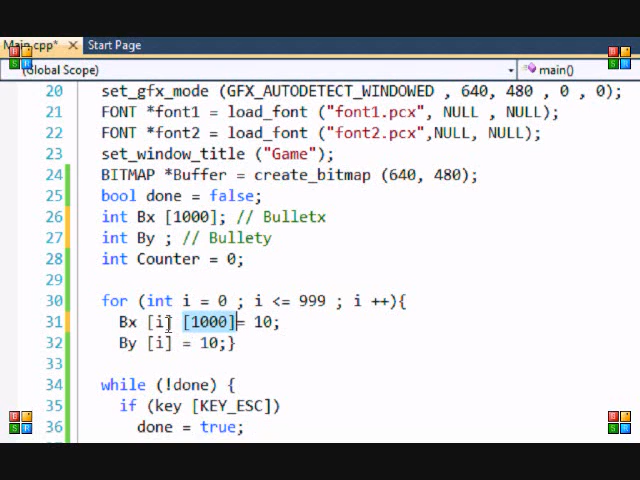 Main.cpp* Start Page
(Global Scope) main()
20 set_gfx_mode (GFX_AUTODETECT_WINDOWED , 640, 480 , 0 , 0);
21 FONT *font1 = load_font ("font1.pcx", NULL , NULL);
22 FONT *font2 = load_font ("font2.pcx",NULL, NULL);
23 set_window_title ("Game");
24 BITMAP *Buffer = create_bitmap (640, 480);
25 bool done = false;
26 int Bx [1000]; // Bulletx
27 int By ; // Bullety
28 int Counter = 0;
29
30 for (int i = 0 ; i <= 999 ; i ++){
31 Bx [i] [1000]= 10;
32 By [i] = 10;}
33
34 while (!done) {
35 if (key [KEY_ESC])
36 done = true;